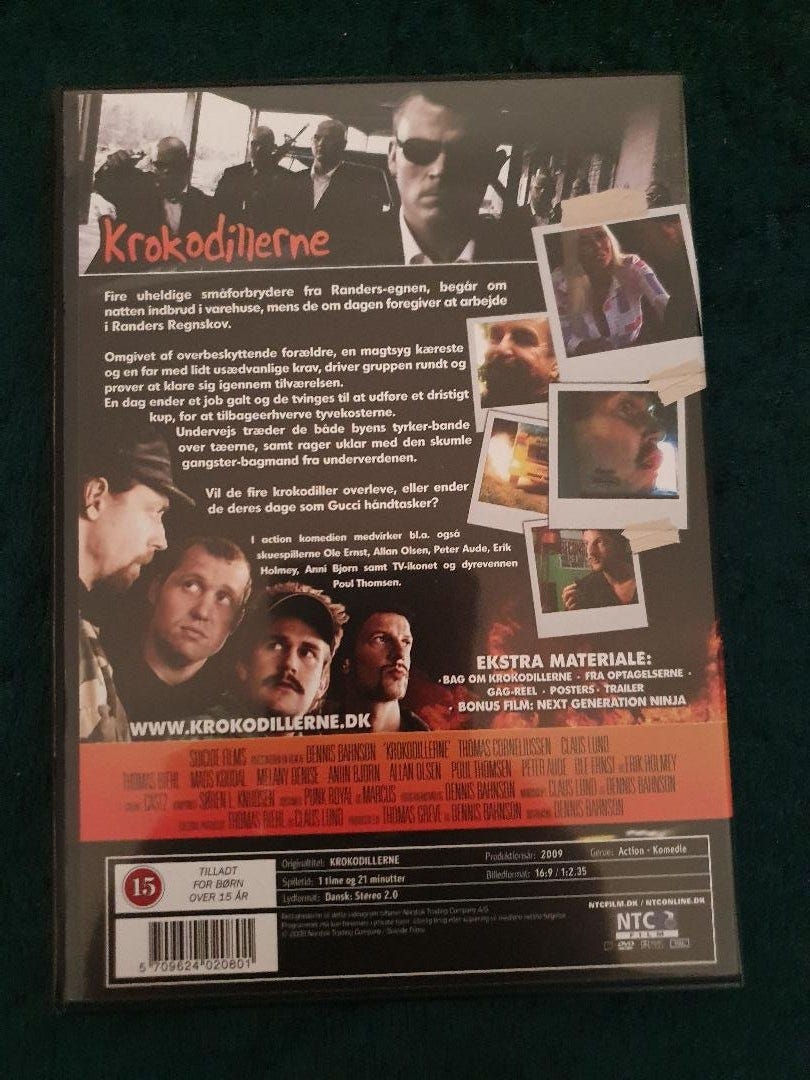 Krokodillerne
Fire uheldige småforbrydere fra Randers-egnen, begår om
natten indbrud i varehuse, mens de om dagen foregiver at arbejde
i Randers Regnskov.
Omgivet af overbeskyttende forældre, en magtsyg kæreste
og en far med lidt usædvanlige krav, driver gruppen rundt og
prøver at klare sig igennem tilværelsen.
En dag ender et job galt og de tvinges til at udføre et dristigt
kup, for at tilbageerhverve tyvekosterne.
Undervejs træder de både byens tyrker-bande
over tæerne, samt rager uklar med den skumle
gangster-bagmand fra underverdenen.
Vil de fire krokodiller overleve, eller ender
de deres dage som Gucci håndtasker?
I action komedien medvirker bl.a. også
skuespillerne Ole Ernst, Allan Olsen, Peter Aude, Erik
Holmey, Anni Bjørn samt TV-ikonet og dyrevennen
Poul Thomsen.
EKSTRA MATERIALE:
· BAG OM KROKODILLERNE · FRA OPTAGELSERNE ·
GAG-REEL · POSTERS · TRAILER
· BONUS FILM: NEXT GENERATION NINJA
WWW.KROKODILLERNE.DK
SUICIDE FILMS DENNIS BAHNSON "KROKODILLERNE" THOMAS CORNELIUSSEN CLAUS LUND
THOMAS BIEHL MADS KOUDAL MELANY DENISE ALLAN OLSEN POUL THOMSEN PETER AUDE OLE ERNST ERIK HOLMEY
SØREN L. KNUDSEN PUNK ROYAL MARCUS DENNIS BAHNSON CLAUS LUND DENNIS BAHNSON
THOMAS BIEHL CLAUS LUND THOMAS GREVE DENNIS BAHNSON DENNIS BAHNSON
15
TILLADT
FOR BØRN
OVER 15 ÅR
Originaltitel: KROKODILLERNE Produktionsår: 2009 Genre: Action - Komedie
Spilletid: 1 time og 21 minutter Billedformat: 16:9 / 1:2.35
Lydformat: Dansk: Stereo 2.0
NTCFILM.DK / NTCONLINE.DK
NTC
FILM
DVD
5 709624 020801